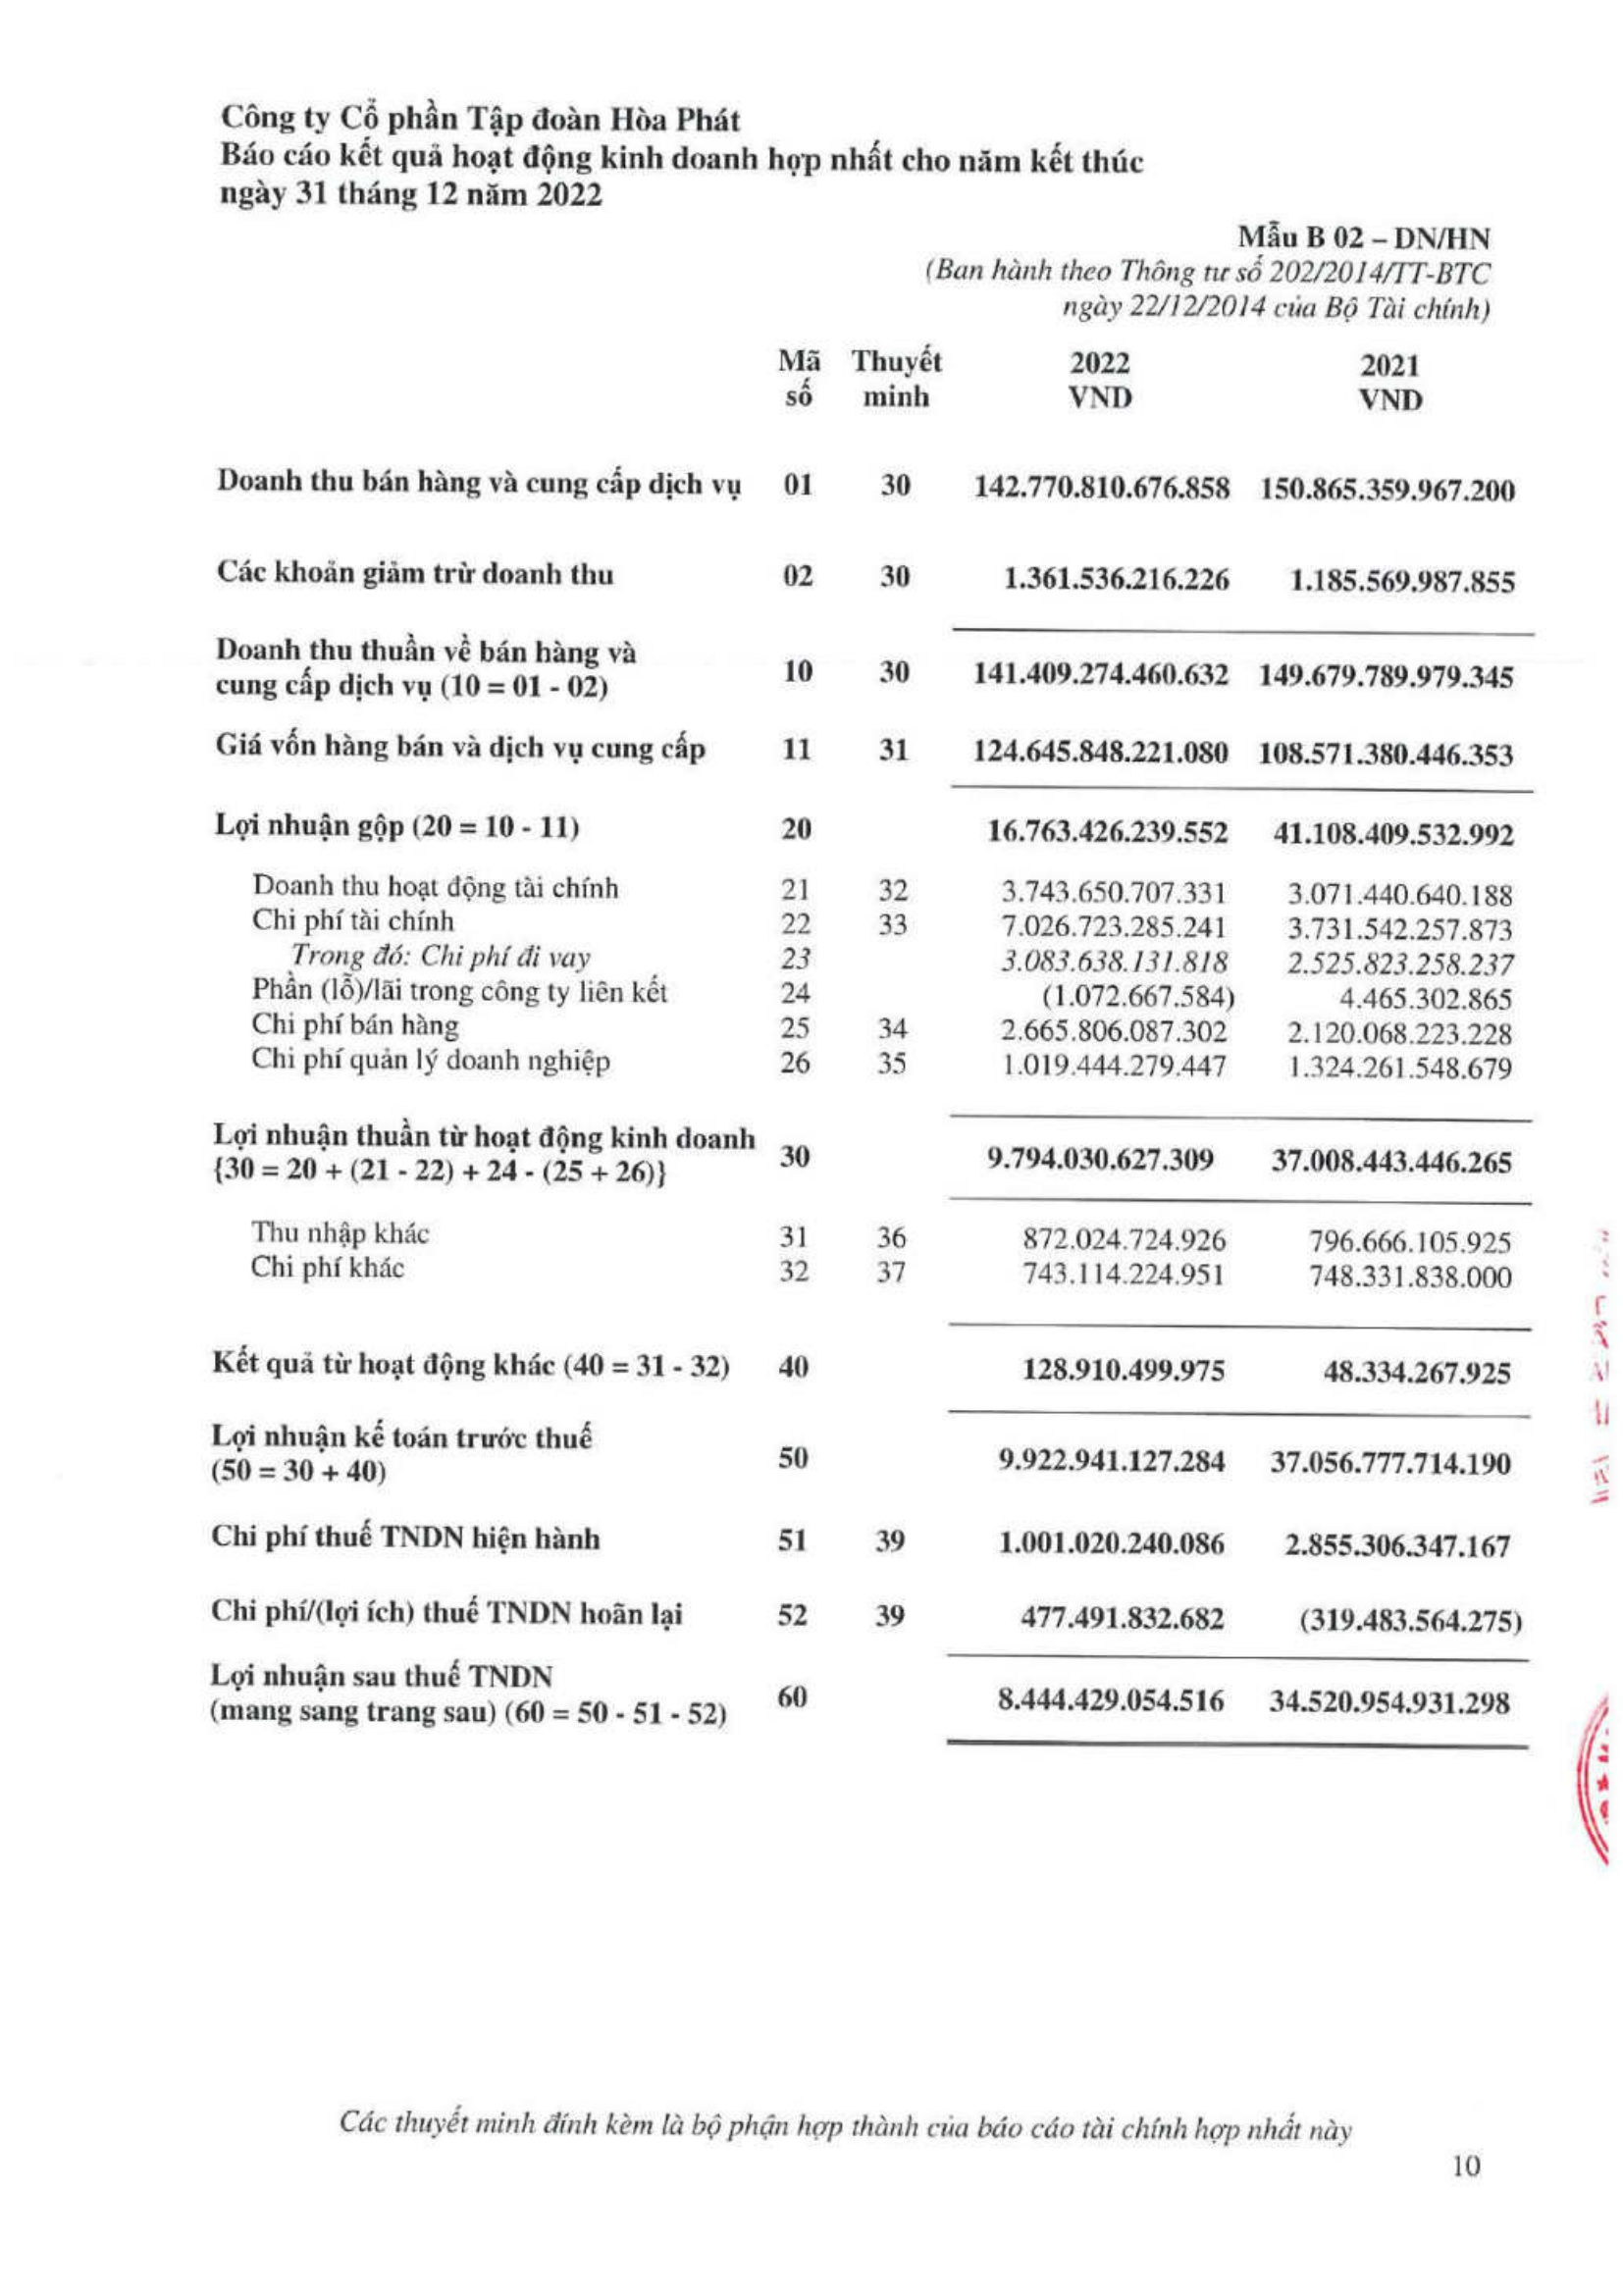 Công ty Cổ phần Tập đoàn Hòa Phát
Báo cáo kết quả hoạt động kinh doanh hợp nhất cho năm kết thúc
ngày 31 tháng 12 năm 2022
Mẫu B 02 – DN/HN
(Ban hành theo Thông tư số 202/2014/TT-BTC
ngày 22/12/2014 của Bộ Tài chính)
Mã số Thuyết minh 2022 VND 2021 VND
Doanh thu bán hàng và cung cấp dịch vụ 01 30 142.770.810.676.858 150.865.359.967.200
Các khoản giảm trừ doanh thu 02 30 1.361.536.216.226 1.185.569.987.855
Doanh thu thuần về bán hàng và
cung cấp dịch vụ (10 = 01 - 02) 10 30 141.409.274.460.632 149.679.789.979.345
Giá vốn hàng bán và dịch vụ cung cấp 11 31 124.645.848.221.080 108.571.380.446.353
Lợi nhuận gộp (20 = 10 - 11) 20 16.763.426.239.552 41.108.409.532.992
Doanh thu hoạt động tài chính 21 32 3.743.650.707.331 3.071.440.640.188
Chi phí tài chính 22 33 7.026.723.285.241 3.731.542.257.873
Trong đó: Chi phí đi vay 23 3.083.638.131.818 2.525.823.258.237
Phần (lỗ)/lãi trong công ty liên kết 24 (1.072.667.584) 4.465.302.865
Chi phí bán hàng 25 34 2.665.806.087.302 2.120.068.223.228
Chi phí quản lý doanh nghiệp 26 35 1.019.444.279.447 1.324.261.548.679
Lợi nhuận thuần từ hoạt động kinh doanh
{30 = 20 + (21 - 22) + 24 - (25 + 26)} 30 9.794.030.627.309 37.008.443.446.265
Thu nhập khác 31 36 872.024.724.926 796.666.105.925
Chi phí khác 32 37 743.114.224.951 748.331.838.000
Kết quả từ hoạt động khác (40 = 31 - 32) 40 128.910.499.975 48.334.267.925
Lợi nhuận kế toán trước thuế
(50 = 30 + 40) 50 9.922.941.127.284 37.056.777.714.190
Chi phí thuế TNDN hiện hành 51 39 1.001.020.240.086 2.855.306.347.167
Chi phí/(lợi ích) thuế TNDN hoãn lại 52 39 477.491.832.682 (319.483.564.275)
Lợi nhuận sau thuế TNDN
(mang sang trang sau) (60 = 50 - 51 - 52) 60 8.444.429.054.516 34.520.954.931.298
Các thuyết minh đính kèm là bộ phận hợp thành của báo cáo tài chính hợp nhất này
10